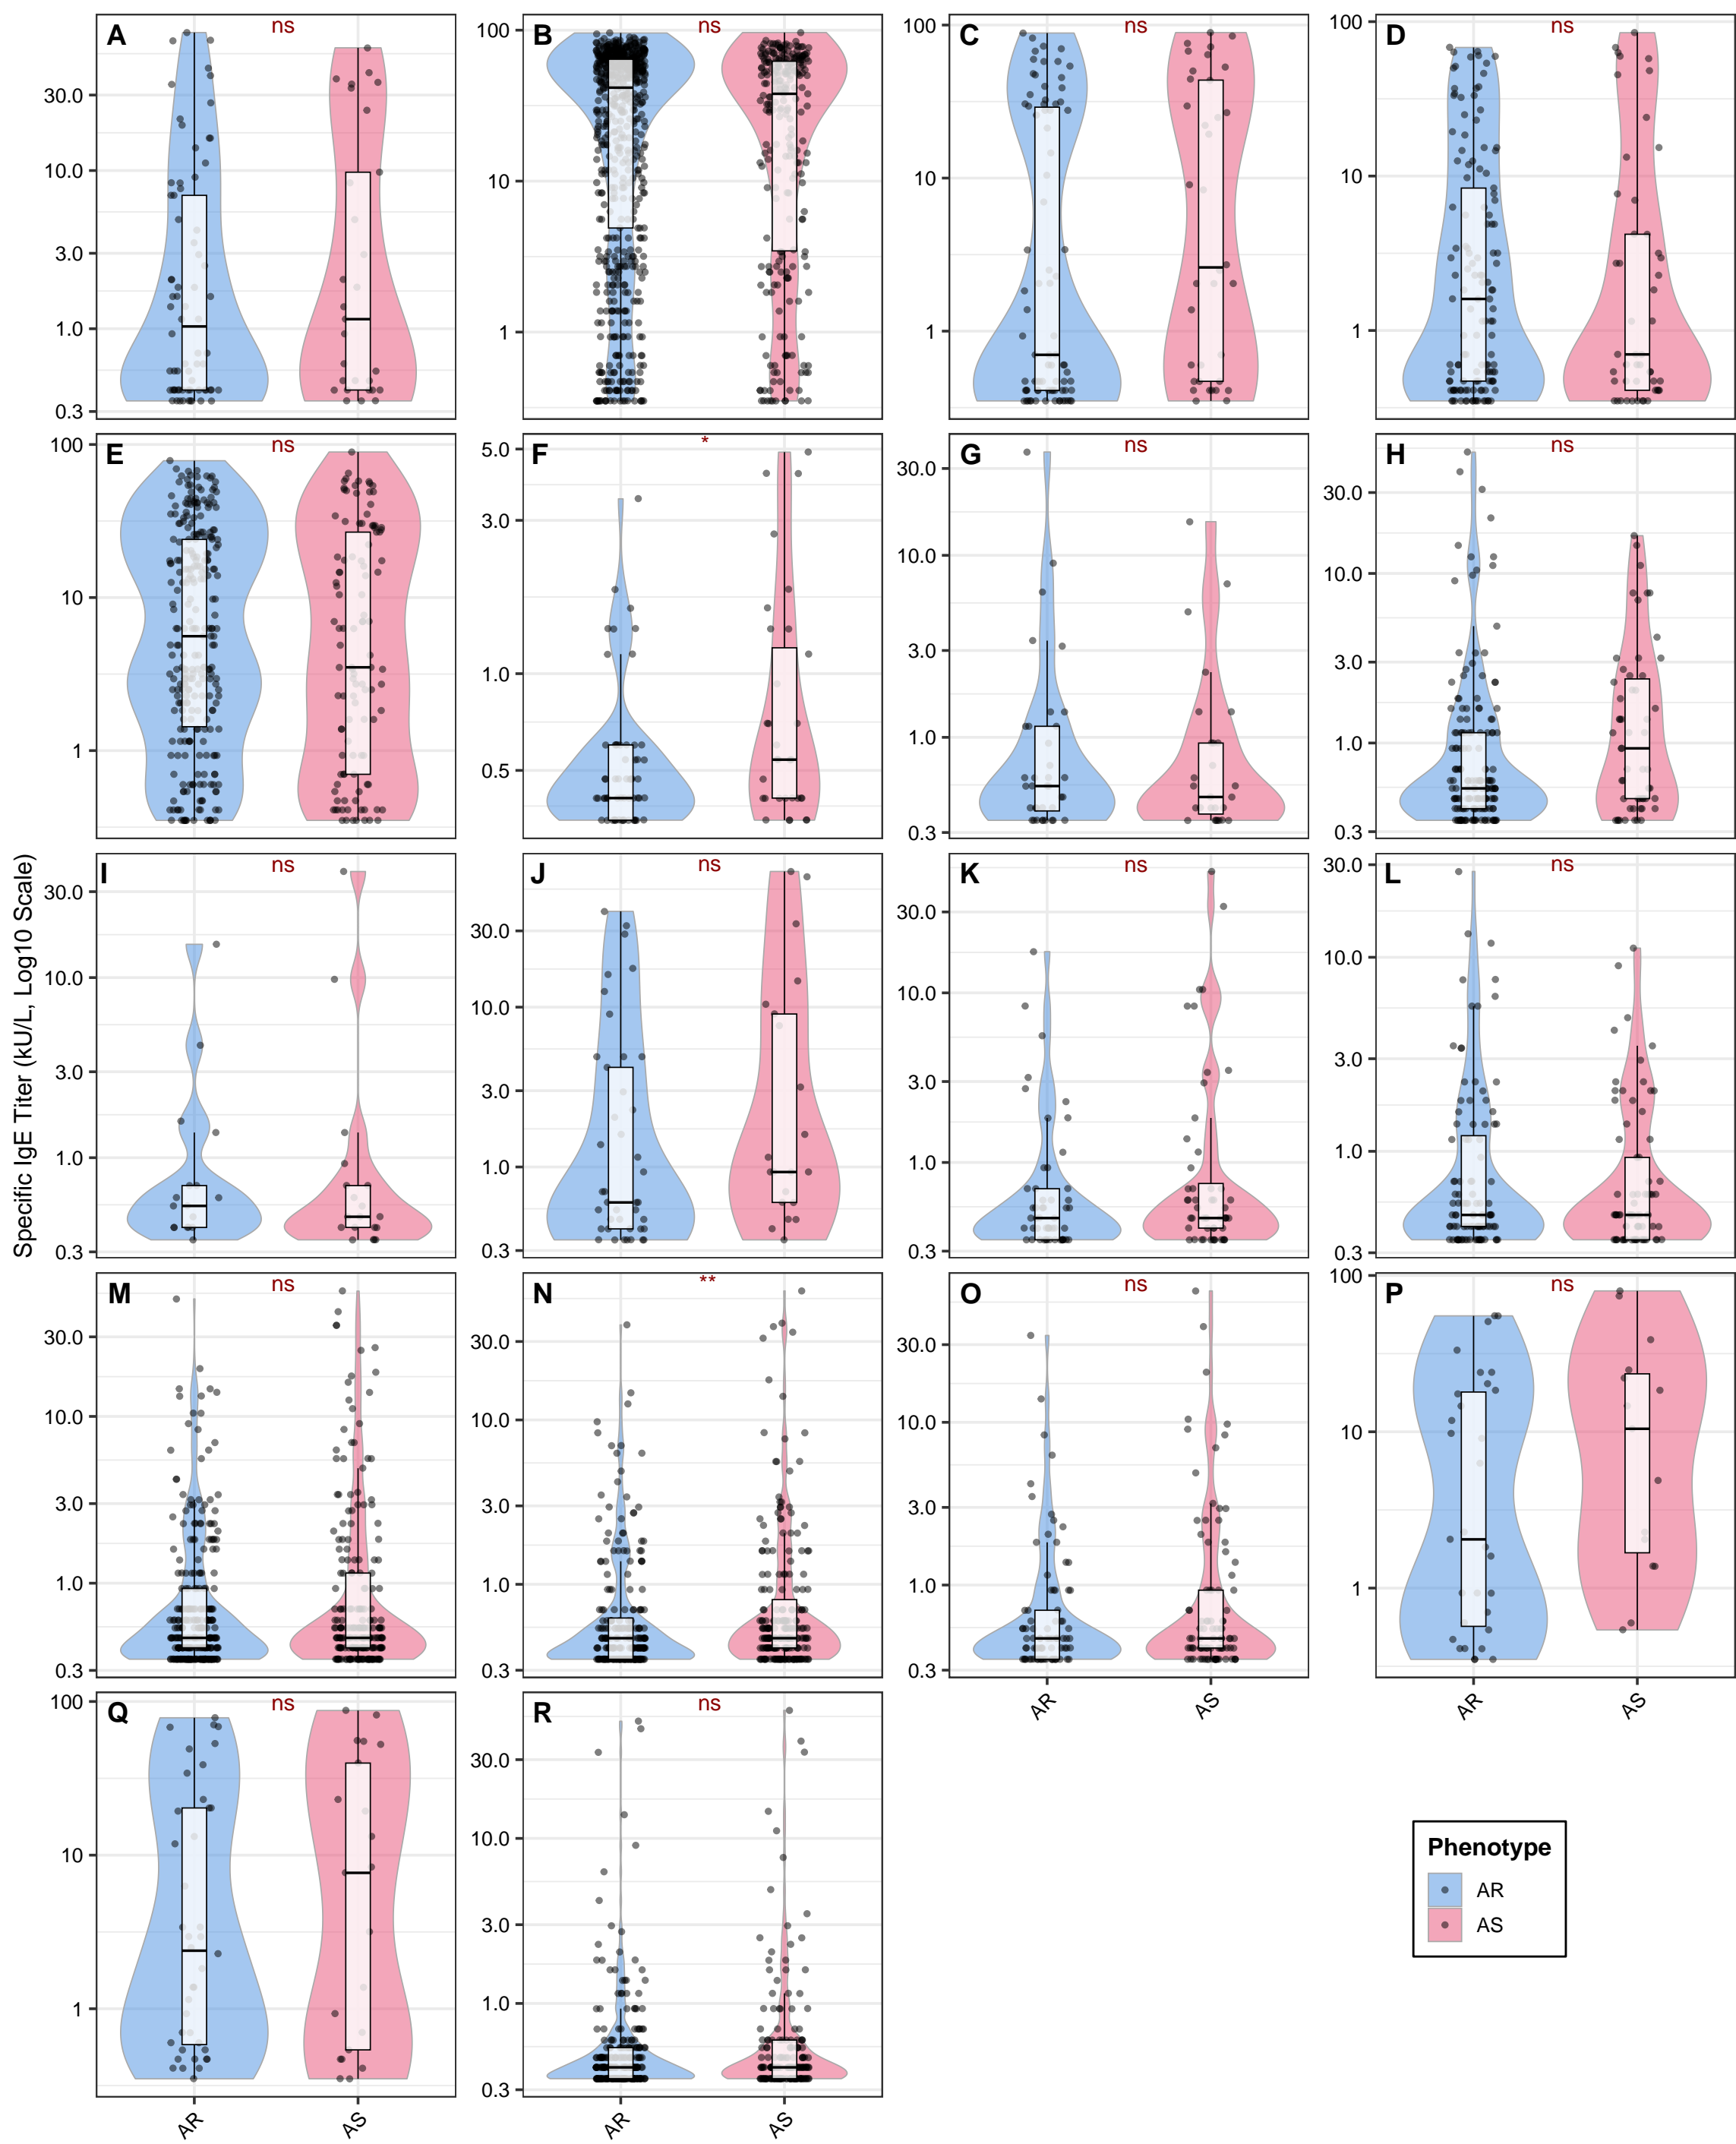 Specific IgE Titer (kU/L, Log10 Scale)
A ns
30.0
10.0
3.0
1.0
0.3
B ns
100
10
1
C ns
100
10
1
D ns
100
10
1
E ns
100
10
1
F *
5.0
3.0
1.0
0.5
G ns
30.0
10.0
3.0
1.0
0.3
H ns
30.0
10.0
3.0
1.0
0.3
I ns
30.0
10.0
3.0
1.0
0.3
J ns
30.0
10.0
3.0
1.0
0.3
K ns
30.0
10.0
3.0
1.0
0.3
L ns
30.0
10.0
3.0
1.0
0.3
M ns
30.0
10.0
3.0
1.0
0.3
N **
30.0
10.0
3.0
1.0
0.3
O ns
30.0
10.0
3.0
1.0
0.3
AR AS
P ns
100
10
1
AR AS
Q ns
100
10
1
AR AS
R ns
30.0
10.0
3.0
1.0
0.3
AR AS
Phenotype
AR
AS